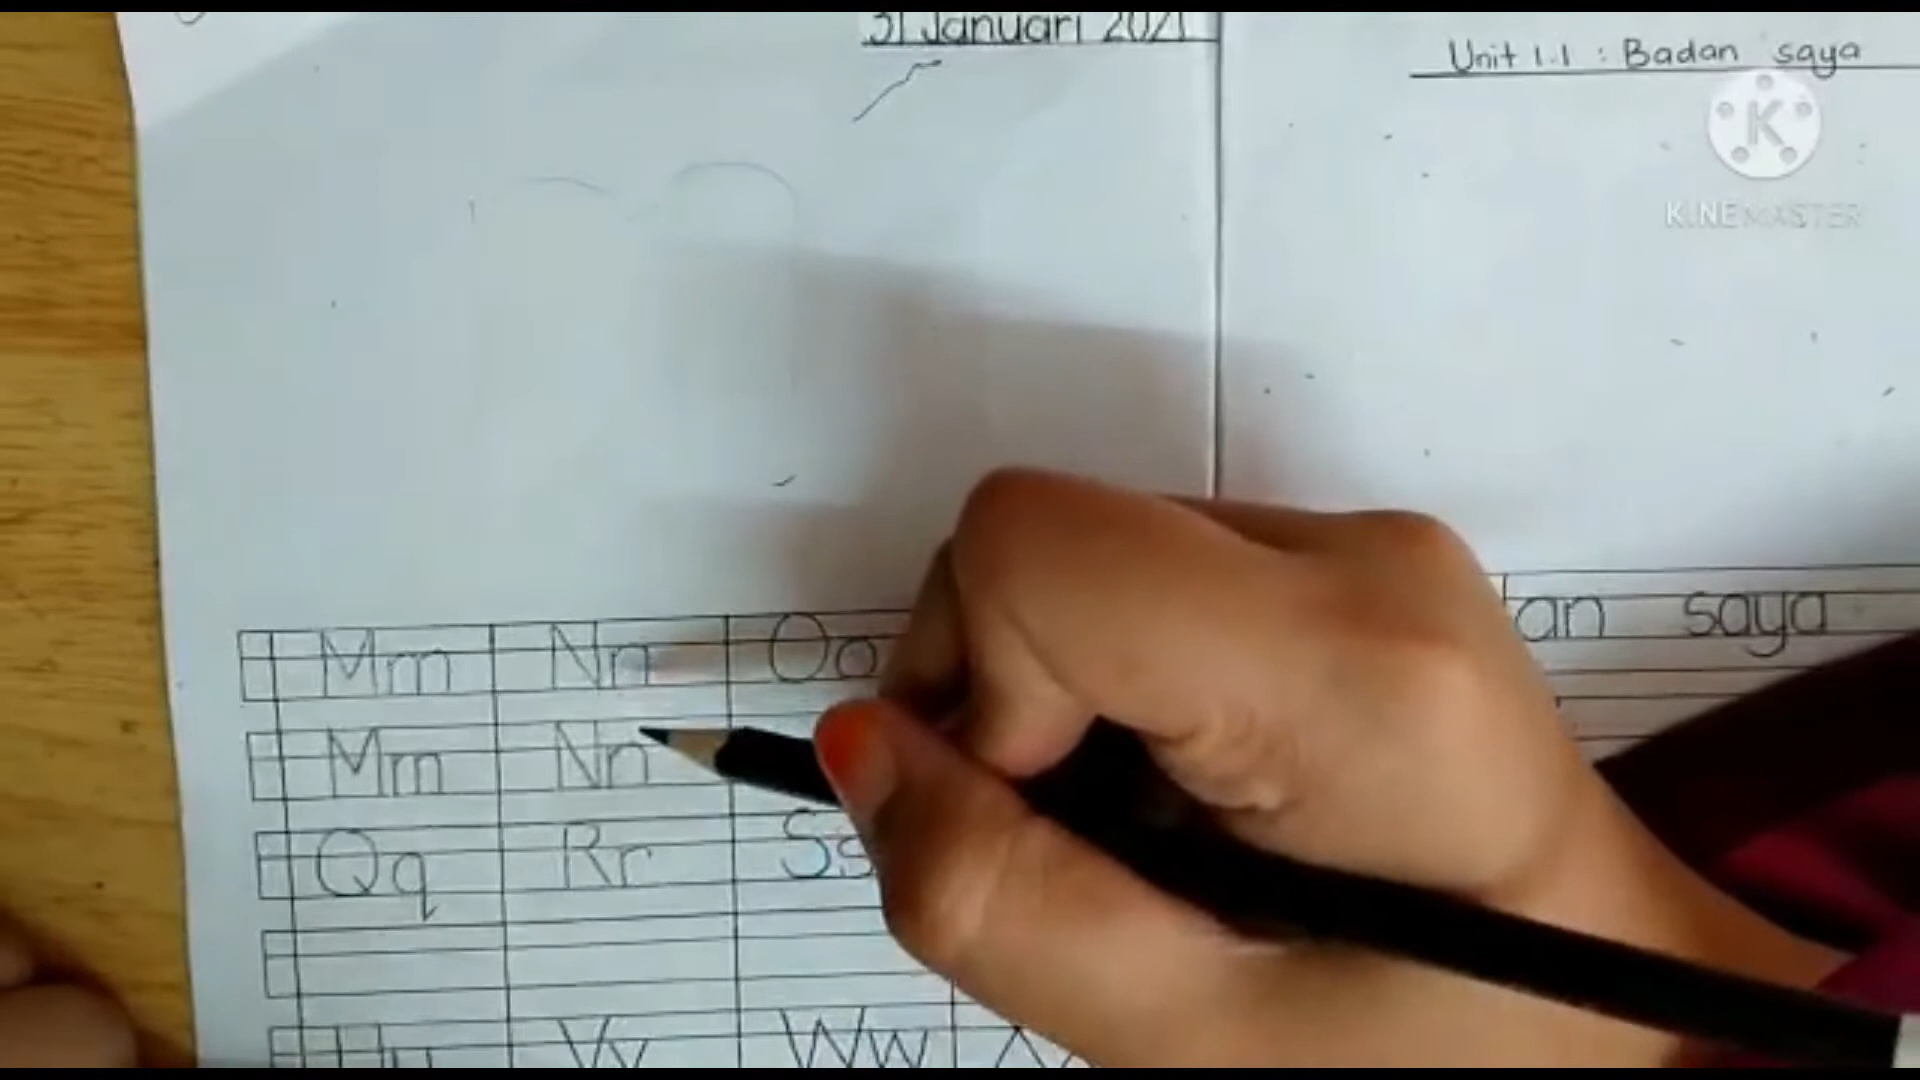 31 Januari 2021
Unit 1.1 : Badan saya
KINEMASTER
Mm Nn Oo
an saya
Mm Nn
Qq Rr Ss
Uu Vv Ww